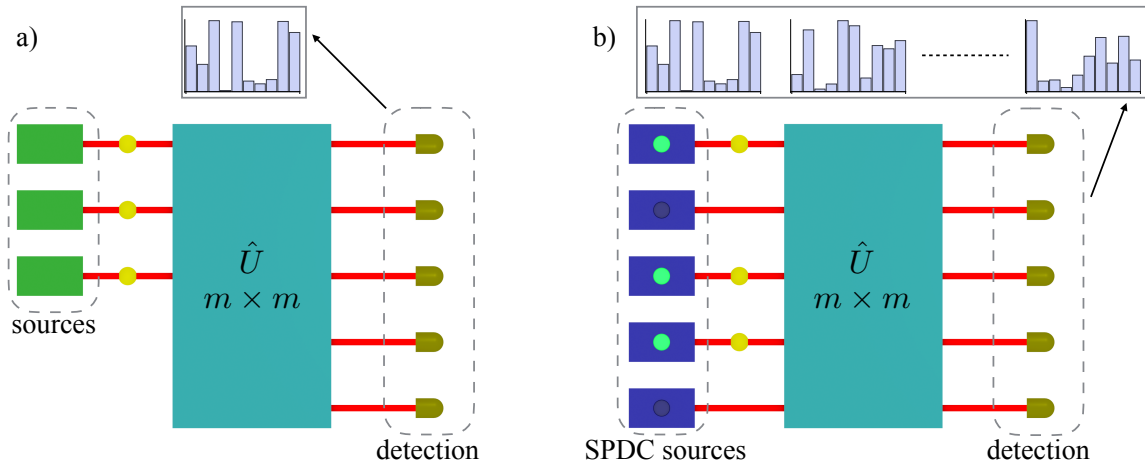 a)
sources
Û
m × m
detection
b)
SPDC sources
Û
m × m
detection